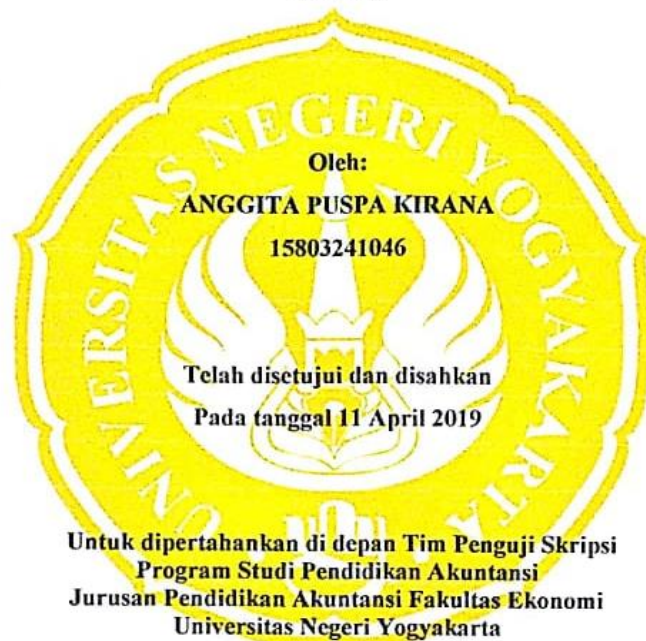 UNIVERSITAS NEGERI YOGYAKARTA
Oleh:
ANGGITA PUSPA KIRANA
15803241046
Telah disetujui dan disahkan
Pada tanggal 11 April 2019
Untuk dipertahankan di depan Tim Penguji Skripsi
Program Studi Pendidikan Akuntansi
Jurusan Pendidikan Akuntansi Fakultas Ekonomi
Universitas Negeri Yogyakarta